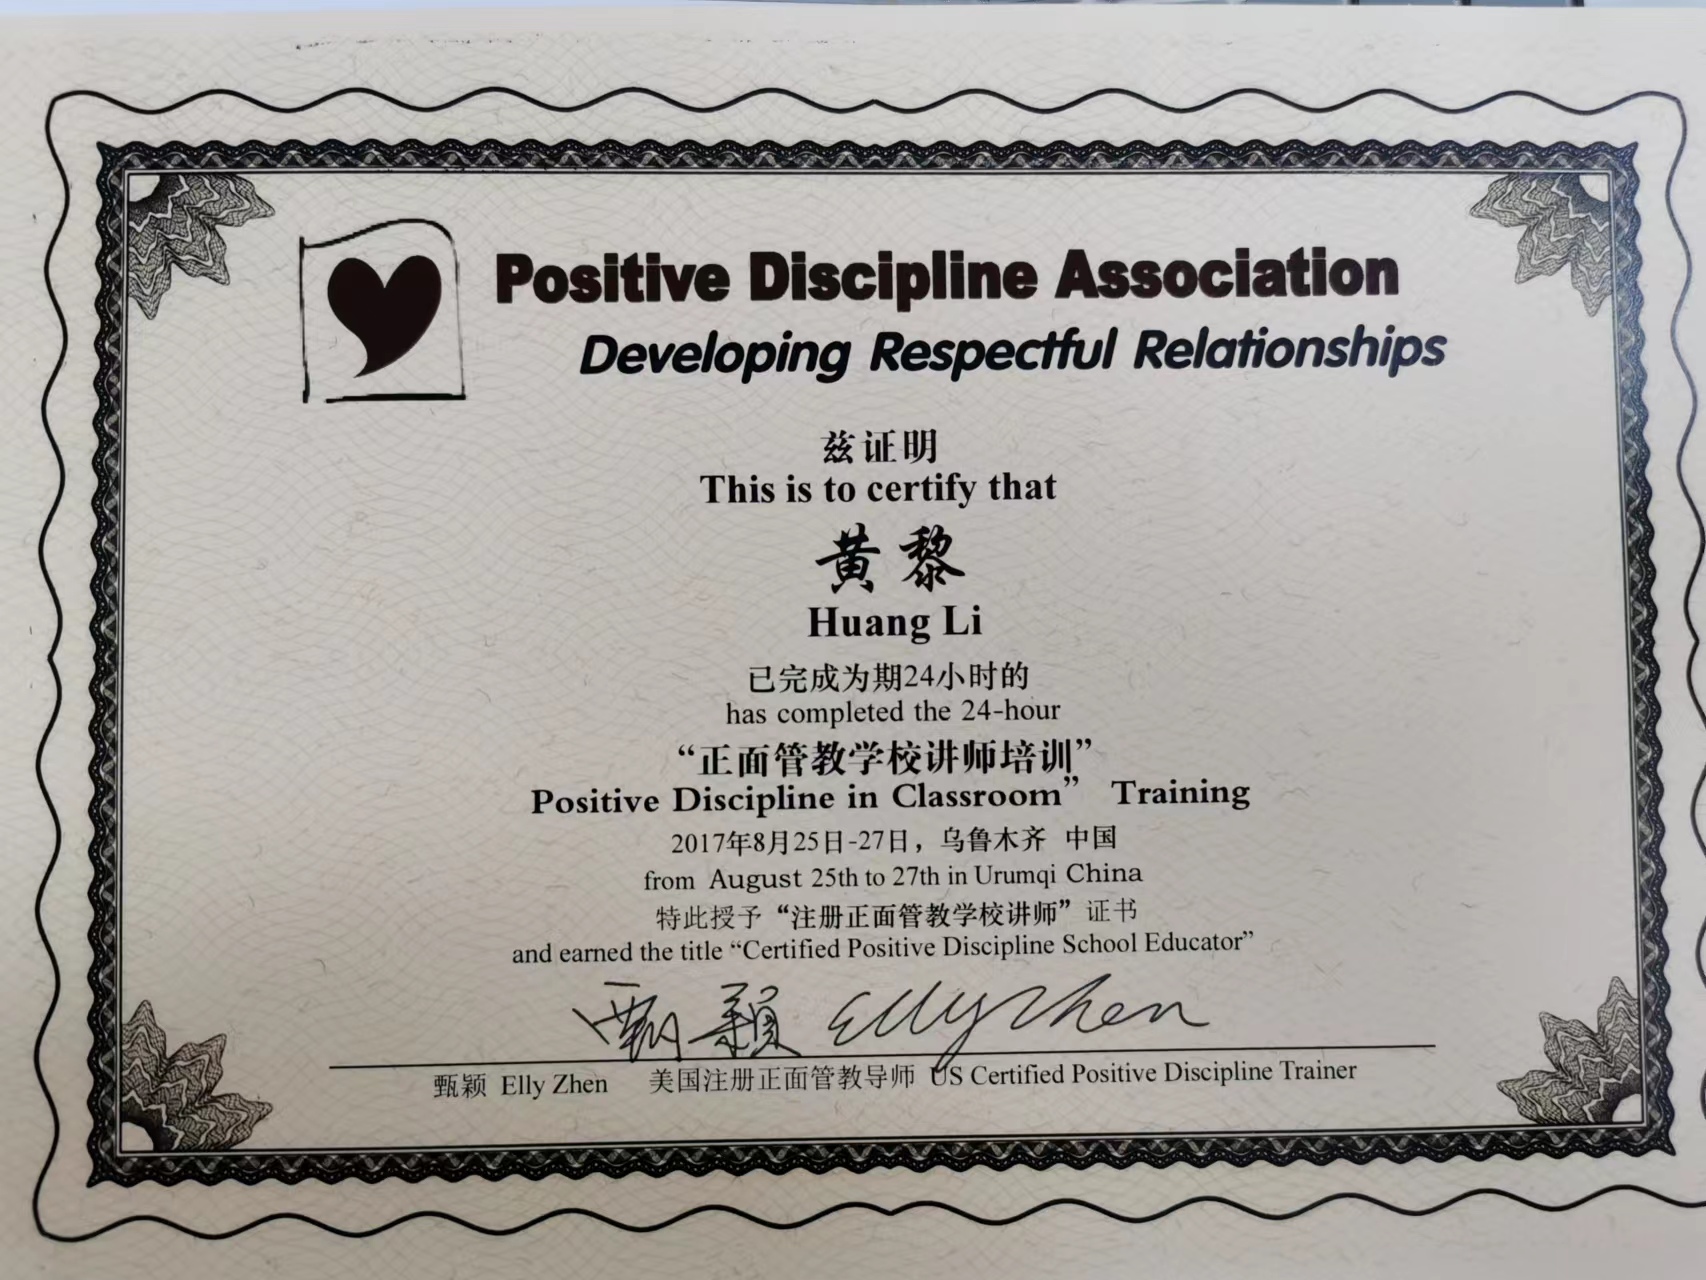 Positive Discipline Association
Developing Respectful Relationships
兹证明
This is to certify that
黄黎
Huang Li
已完成为期24小时的
has completed the 24-hour
“正面管教学校讲师培训”
Positive Discipline in Classroom” Training
2017年8月25日-27日，乌鲁木齐 中国
from August 25th to 27th in Urumqi China
特此授予“注册正面管教学校讲师”证书
and earned the title “Certified Positive Discipline School Educator”
甄颖 Elly Zhen
甄颖 Elly Zhen 美国注册正面管教导师 US Certified Positive Discipline Trainer